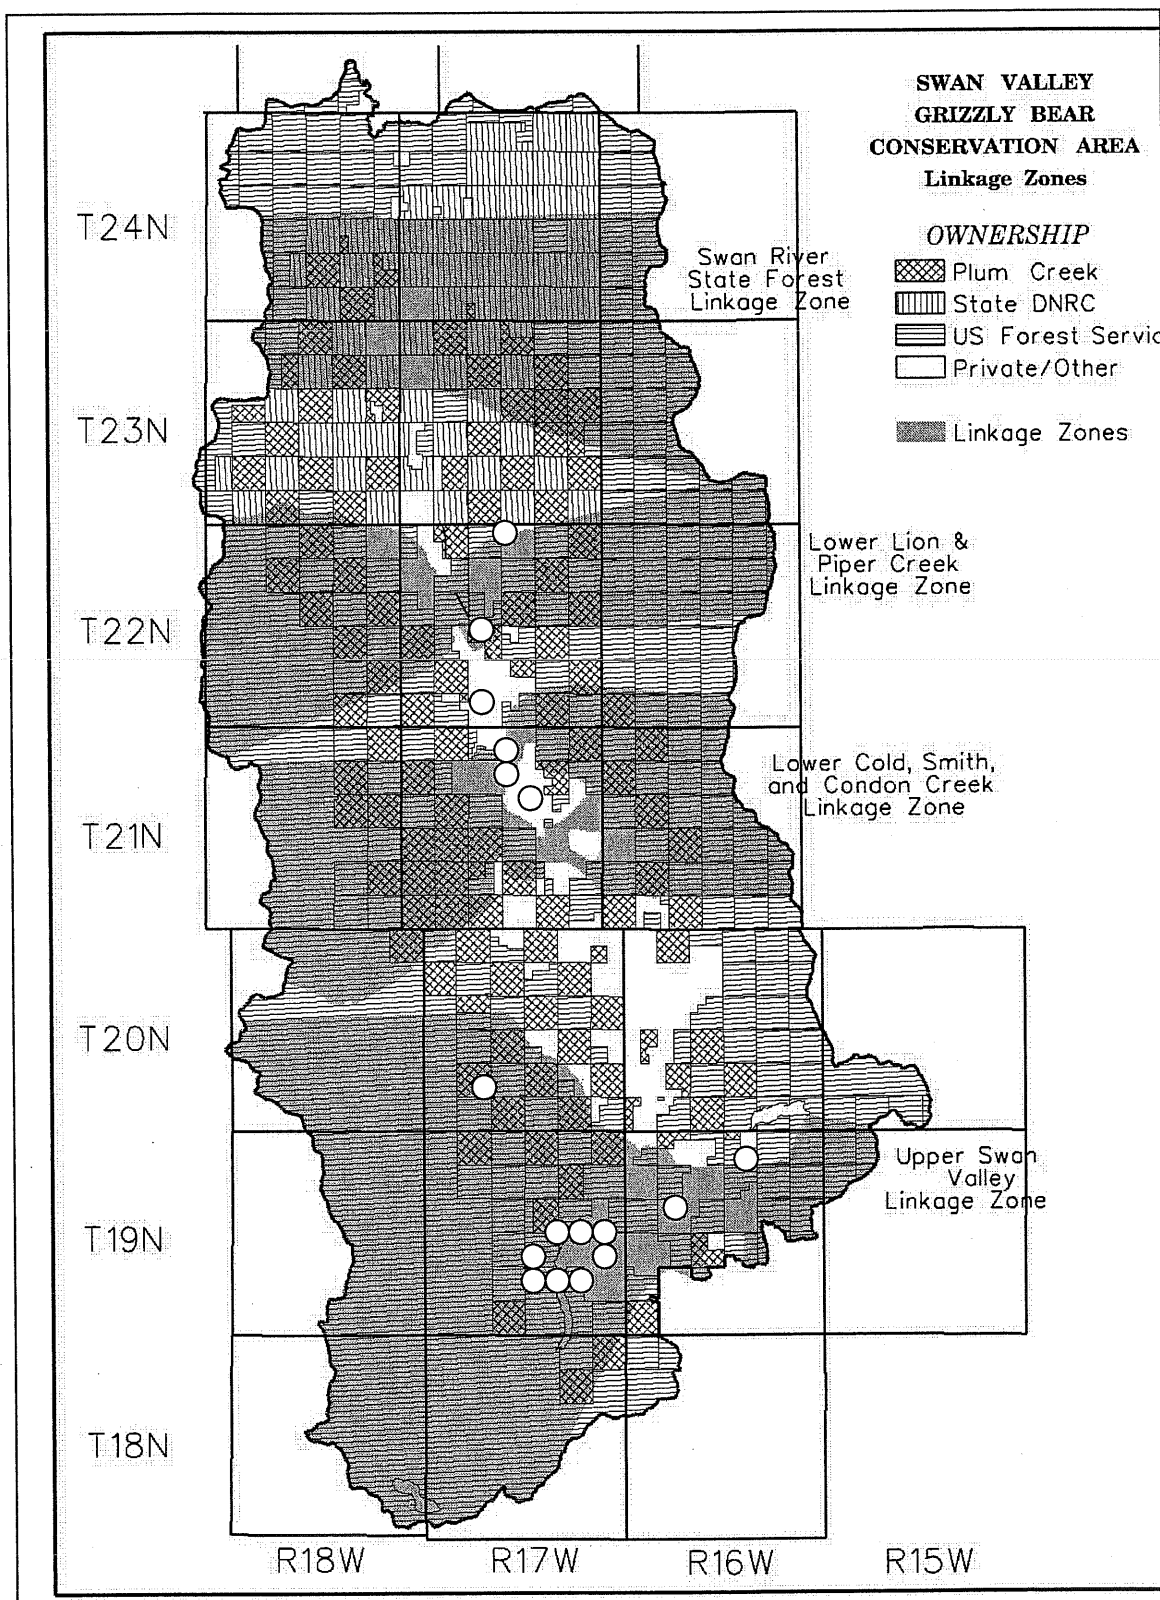 SWAN VALLEY
GRIZZLY BEAR
CONSERVATION AREA
Linkage Zones
OWNERSHIP
Plum Creek
State DNRC
US Forest Servic
Private/Other
Linkage Zones
T24N
Swan River
State Forest
Linkage Zone
T23N
Lower Lion &
Piper Creek
Linkage Zone
T22N
Lower Cold, Smith,
and Condon Creek
Linkage Zone
T21N
T20N
Upper Swan
Valley
Linkage Zone
T19N
T18N
R18W R17W R16W R15W